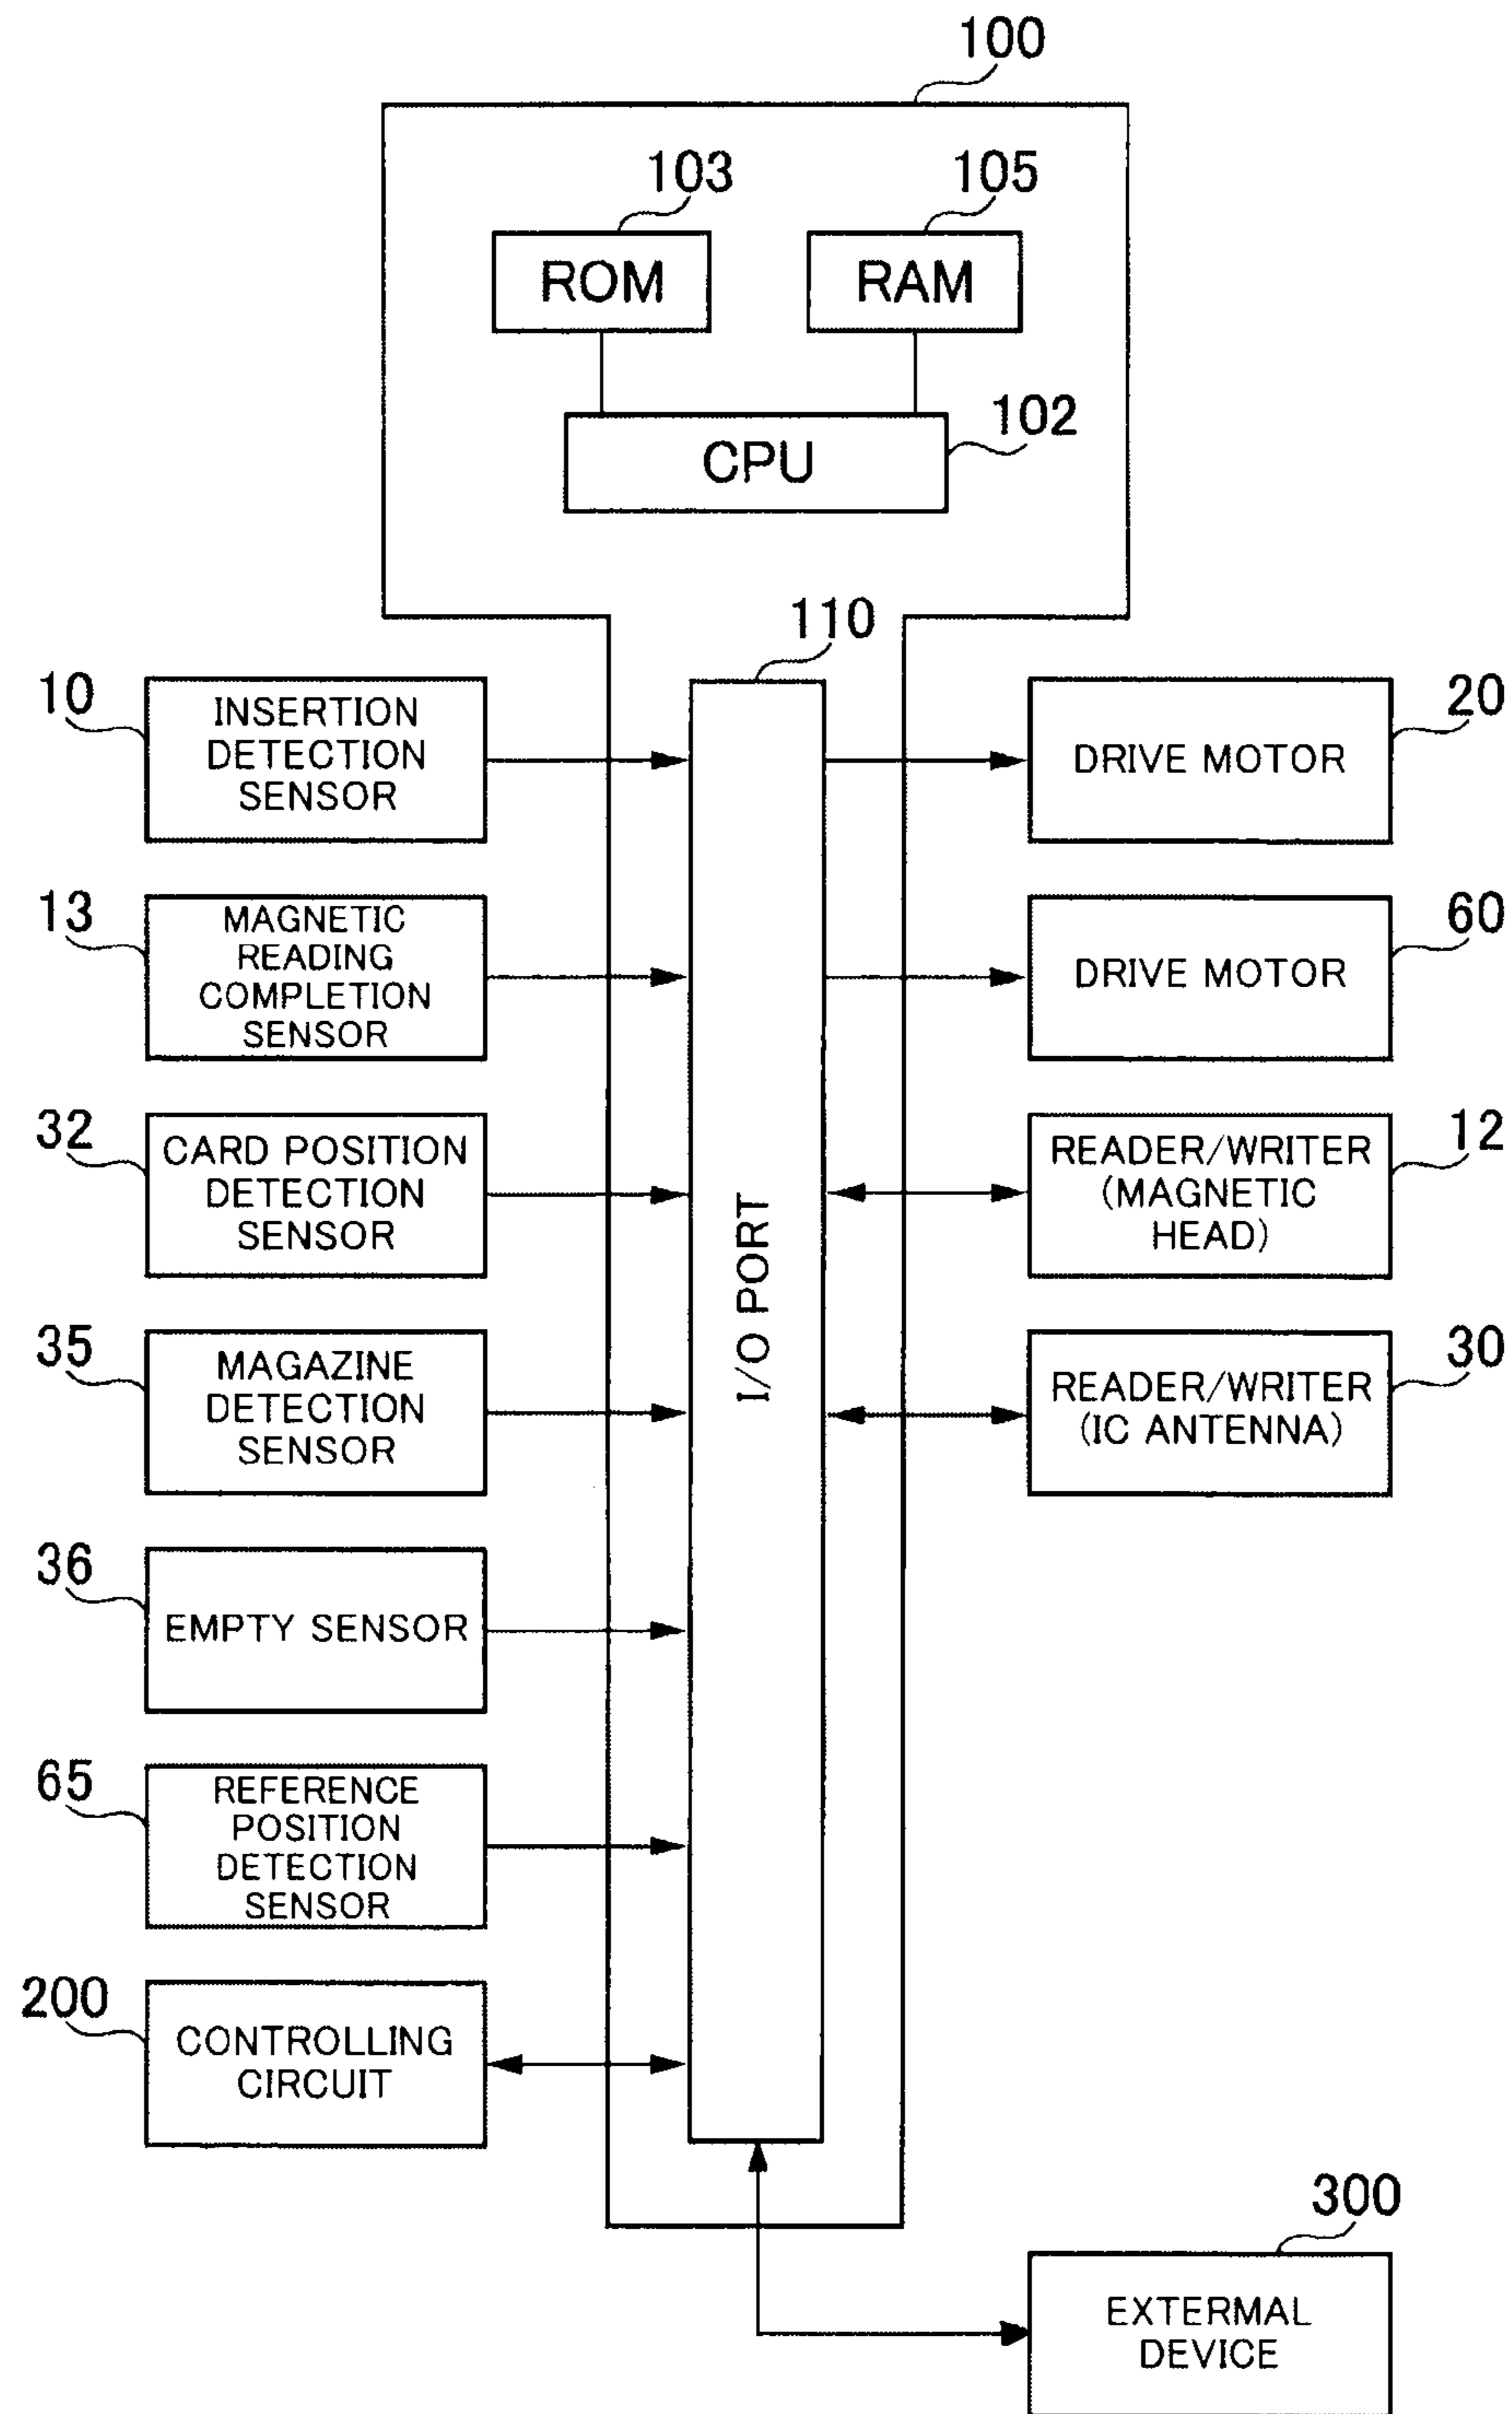 100
103
105
ROM
RAM
102
CPU
110
10
INSERTION
DETECTION
SENSOR
20
DRIVE MOTOR
13
MAGNETIC
READING
COMPLETION
SENSOR
60
DRIVE MOTOR
32
CARD POSITION
DETECTION
SENSOR
I/O PORT
12
READER/WRITER
(MAGNETIC
HEAD)
35
MAGAZINE
DETECTION
SENSOR
30
READER/WRITER
(IC ANTENNA)
36
EMPTY SENSOR
65
REFERENCE
POSITION
DETECTION
SENSOR
200
CONTROLLING
CIRCUIT
300
EXTERMAL
DEVICE